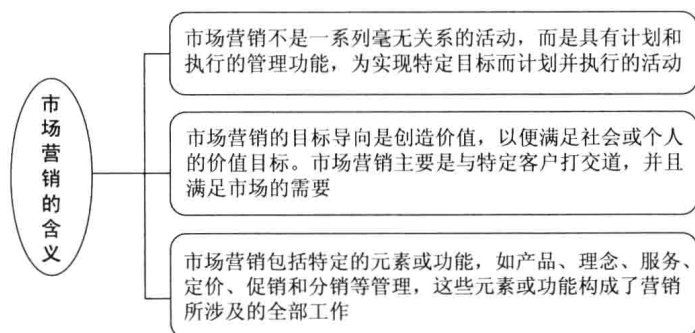 市场营销的含义
市场营销不是一系列毫无关系的活动，而是具有计划和
执行的管理功能，为实现特定目标而计划并执行的活动
市场营销的目标导向是创造价值，以便满足社会或个人
的价值目标。市场营销主要是与特定客户打交道，并且
满足市场的需要
市场营销包括特定的元素或功能，如产品、理念、服务、
定价、促销和分销等管理，这些元素或功能构成了营销
所涉及的全部工作